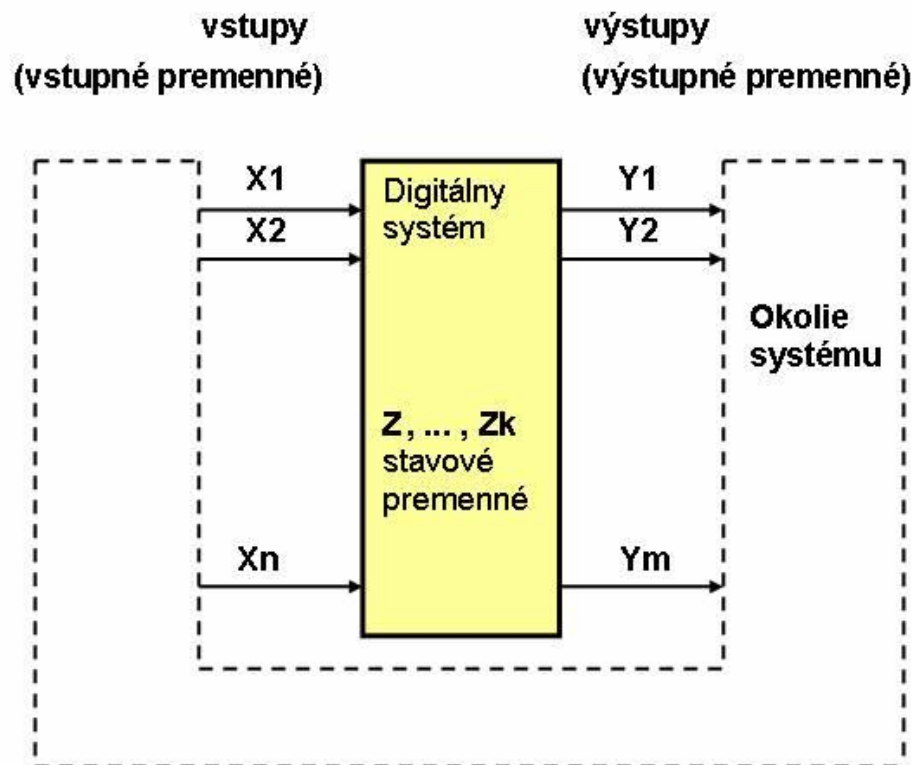 vstupy
(vstupné premenné)
výstupy
(výstupné premenné)
X1
X2
Xn
Digitálny
systém
Z , ... , Zk
stavové
premenné
Y1
Y2
Ym
Okolie
systému